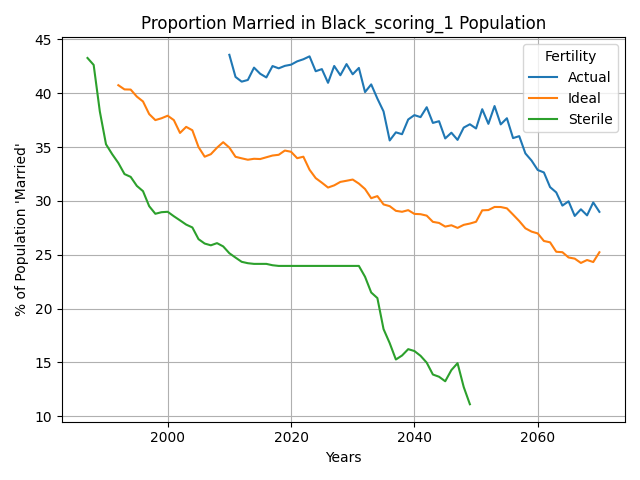 Proportion Married in Black_scoring_1 Population
% of Population 'Married'
45
40
35
30
25
20
15
10
Fertility
Actual
Ideal
Sterile
2000 2020 2040 2060
Years